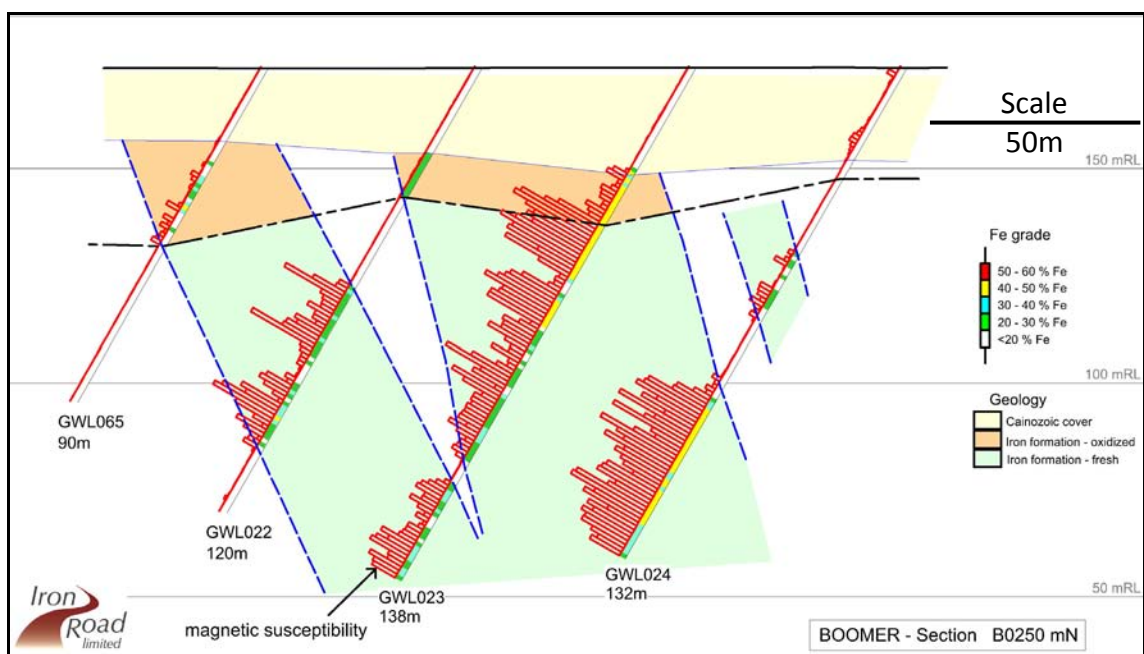 Scale
50m
150 mRL
Fe grade
50 - 60 % Fe
40 - 50 % Fe
30 - 40 % Fe
20 - 30 % Fe
<20 % Fe
100 mRL
Geology
Cainozoic cover
Iron formation - oxidized
Iron formation - fresh
GWL065
90m
GWL022
120m
GWL023
138m
GWL024
132m
magnetic susceptibility
50 mRL
Iron
Road
limited
BOOMER - Section B0250 mN